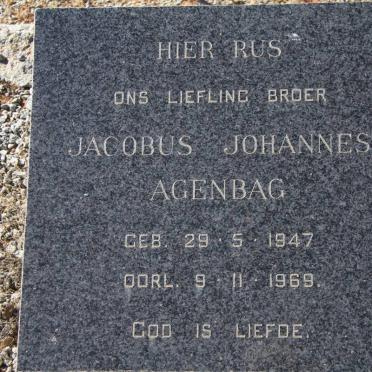 HIER RUS
ONS LIEFLING BROER
JACOBUS JOHANNES
AGENBAG
GEB. 29·5·1947
OORL. 9·11·1969.
GOD IS LIEFDE.